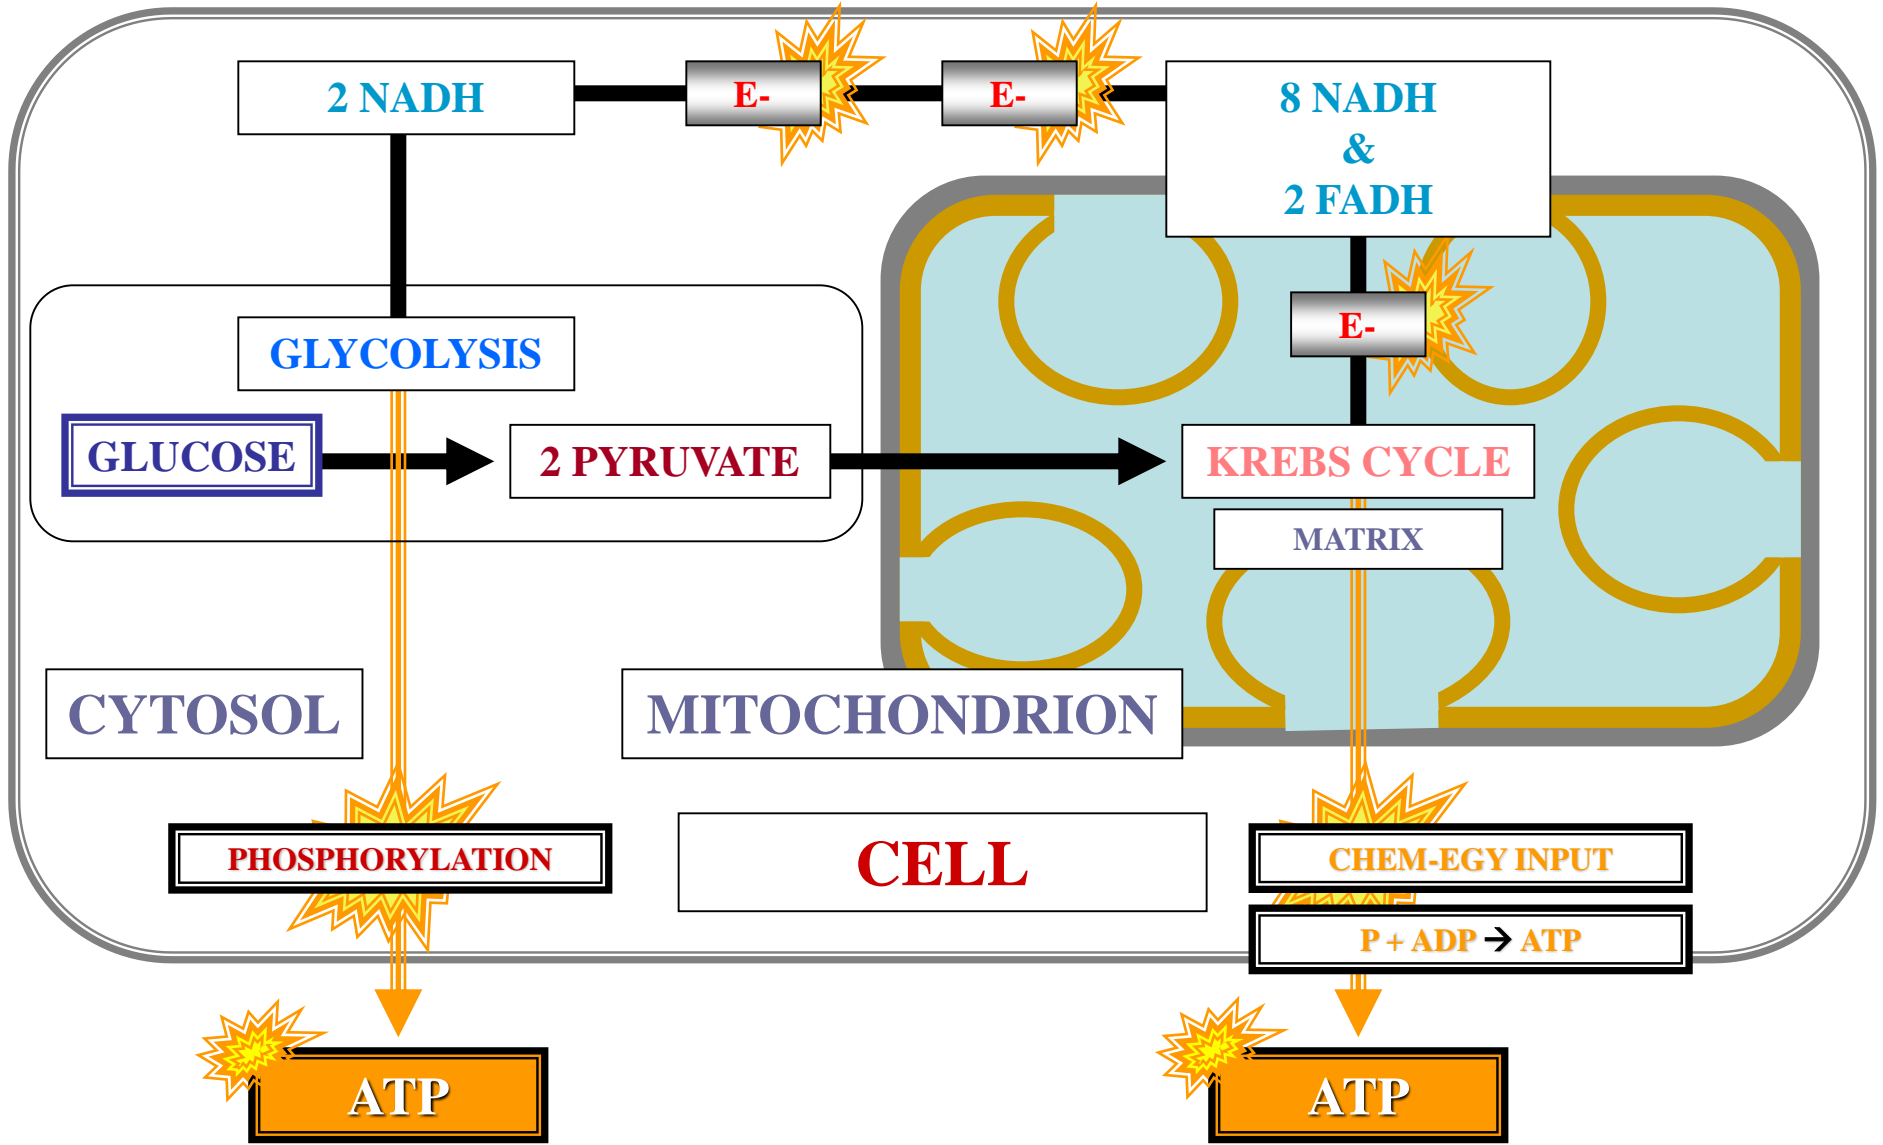 2 NADH
E-
E-
8 NADH
&
2 FADH
E-
GLYCOLYSIS
GLUCOSE
2 PYRUVATE
KREBS CYCLE
MATRIX
CYTOSOL
MITOCHONDRION
PHOSPHORYLATION
CELL
CHEM-EGY INPUT
P + ADP → ATP
ATP
ATP